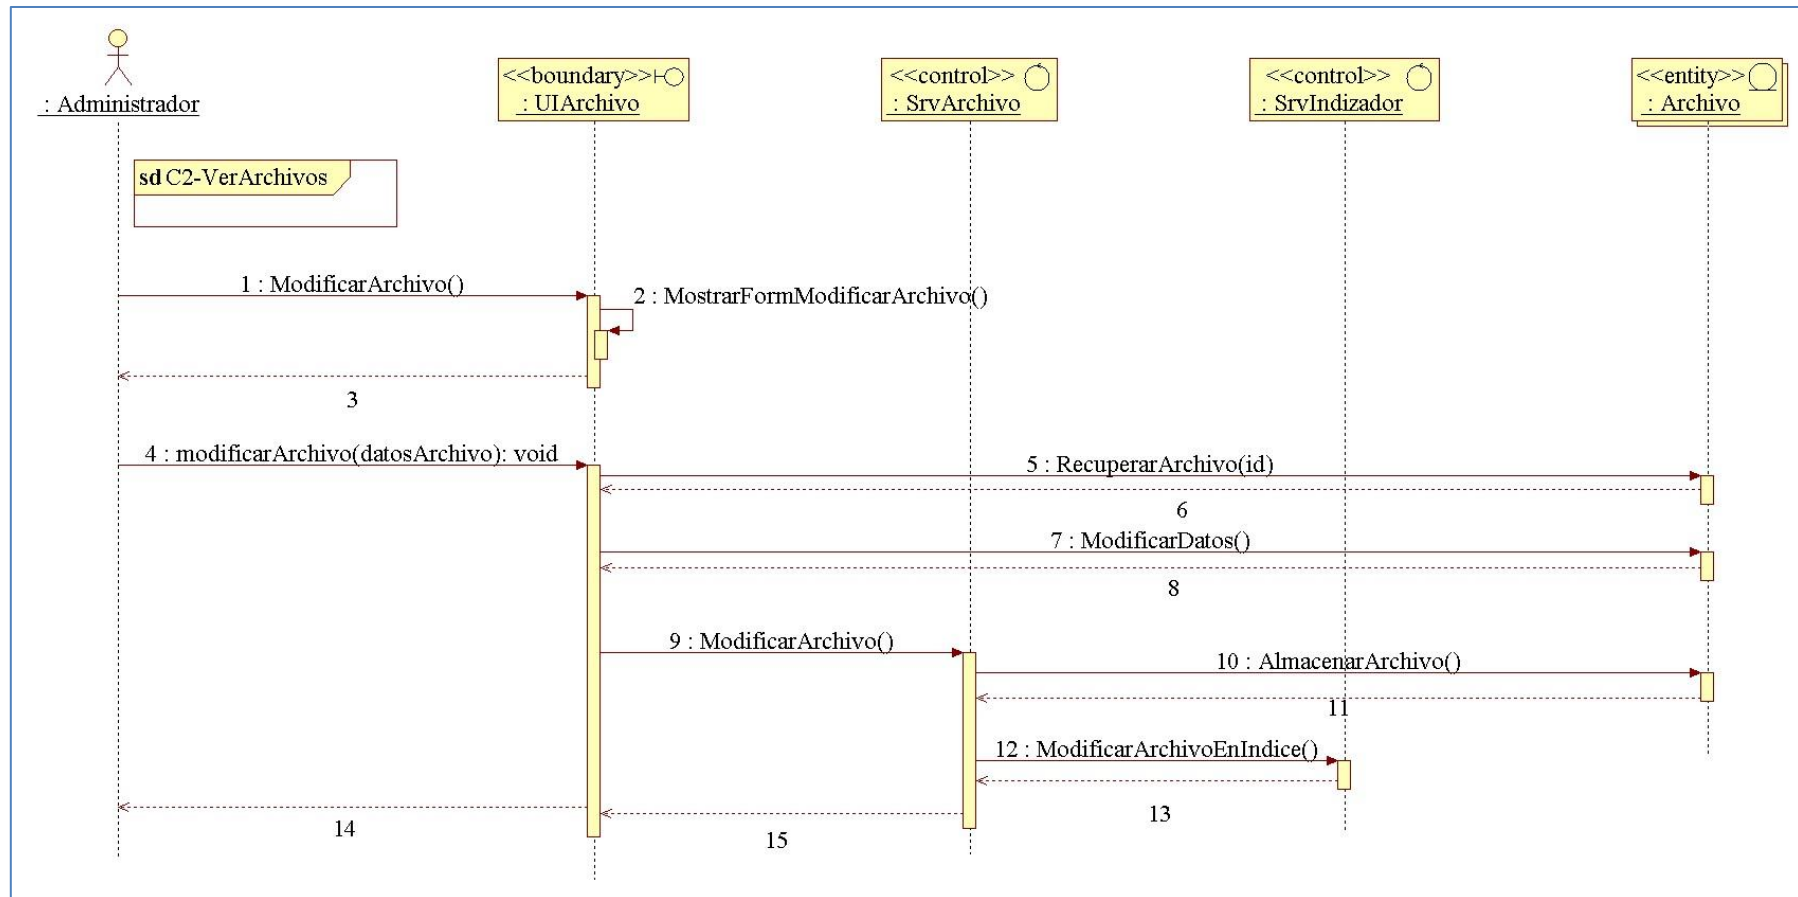 : Administrador
<<boundary>>
: UIArchivo
<<control>>
: SrvArchivo
<<control>>
: SrvIndizador
<<entity>>
: Archivo
sd C2-VerArchivos
1 : ModificarArchivo()
2 : MostrarFormModificarArchivo()
3
4 : modificarArchivo(datosArchivo): void
5 : RecuperarArchivo(id)
6
7 : ModificarDatos()
8
9 : ModificarArchivo()
10 : AlmacenarArchivo()
11
12 : ModificarArchivoEnIndice()
13
14
15